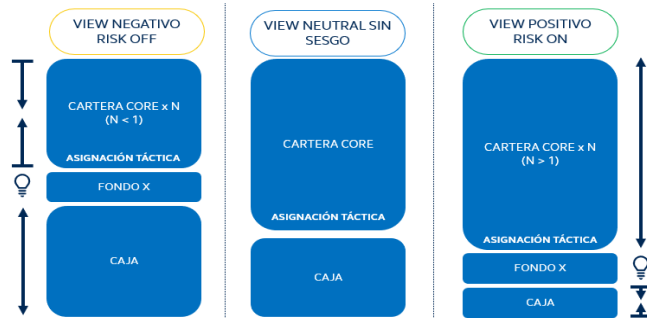 VIEW NEGATIVO
RISK OFF
CARTERA CORE x N
(N < 1)
ASIGNACIÓN TÁCTICA
FONDO X
CAJA
VIEW NEUTRAL SIN
SESGO
CARTERA CORE
ASIGNACIÓN TÁCTICA
CAJA
VIEW POSITIVO
RISK ON
CARTERA CORE x N
(N > 1)
ASIGNACIÓN TÁCTICA
FONDO X
CAJA